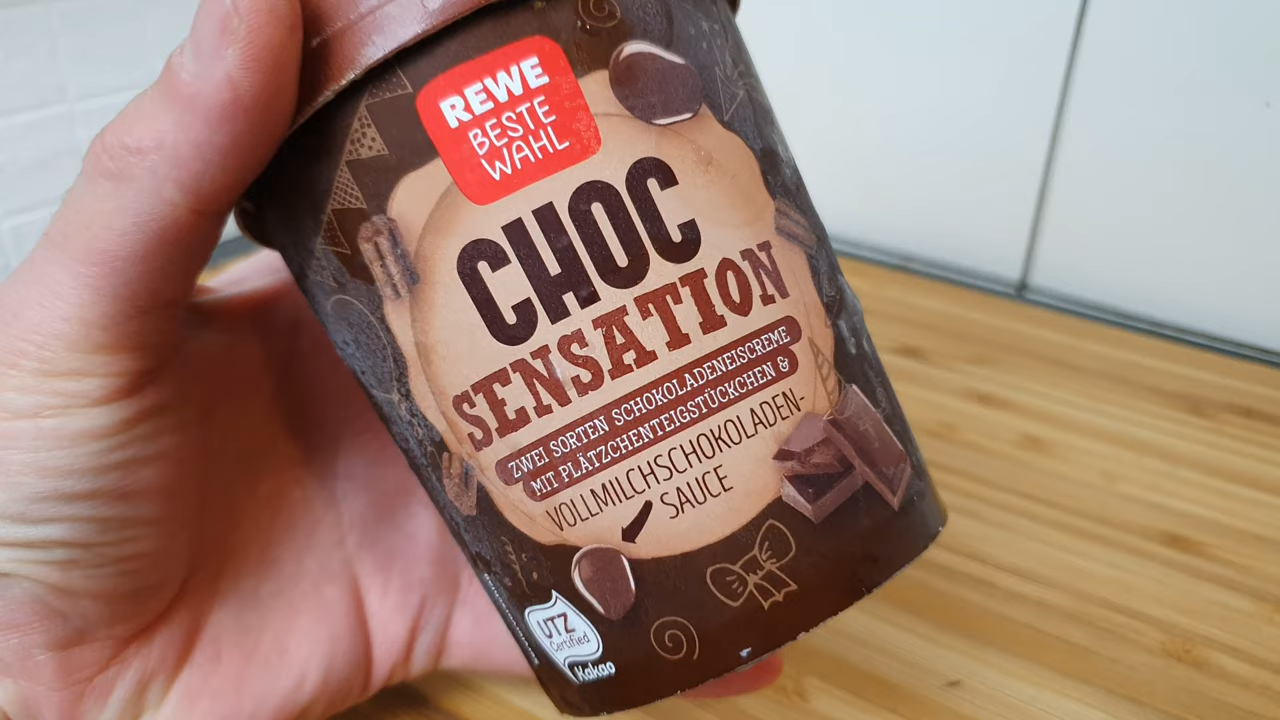 REWE
BESTE
WAHL
CHOC
SENSATION
ZWEI SORTEN SCHOKOLADENEISCREME
MIT PLÄTZCHENTEIGSTÜCKCHEN &
VOLLMILCHSCHOKOLADEN-
SAUCE
UTZ
Certified
Kakao